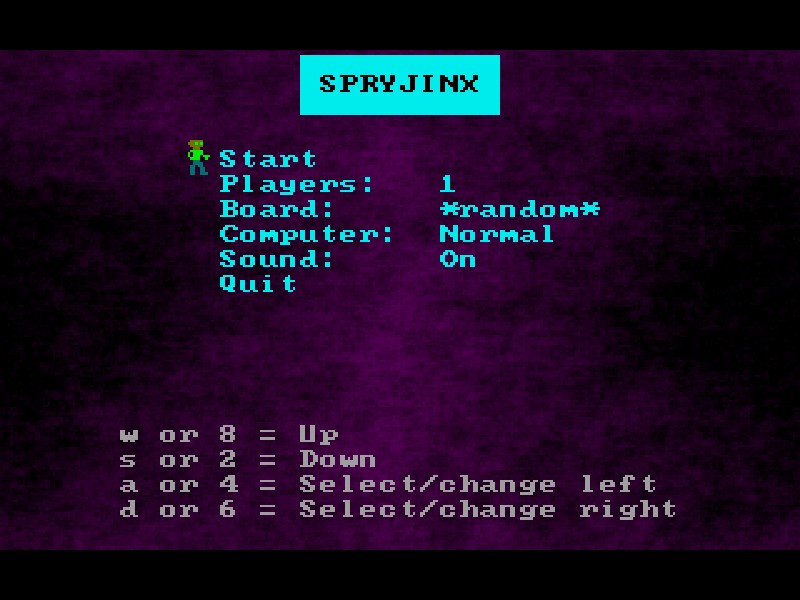 SPRYJINX
Start
Players: 1
Board: *random*
Computer: Normal
Sound: On
Quit
w or 8 = Up
s or 2 = Down
a or 4 = Select/change left
d or 6 = Select/change right